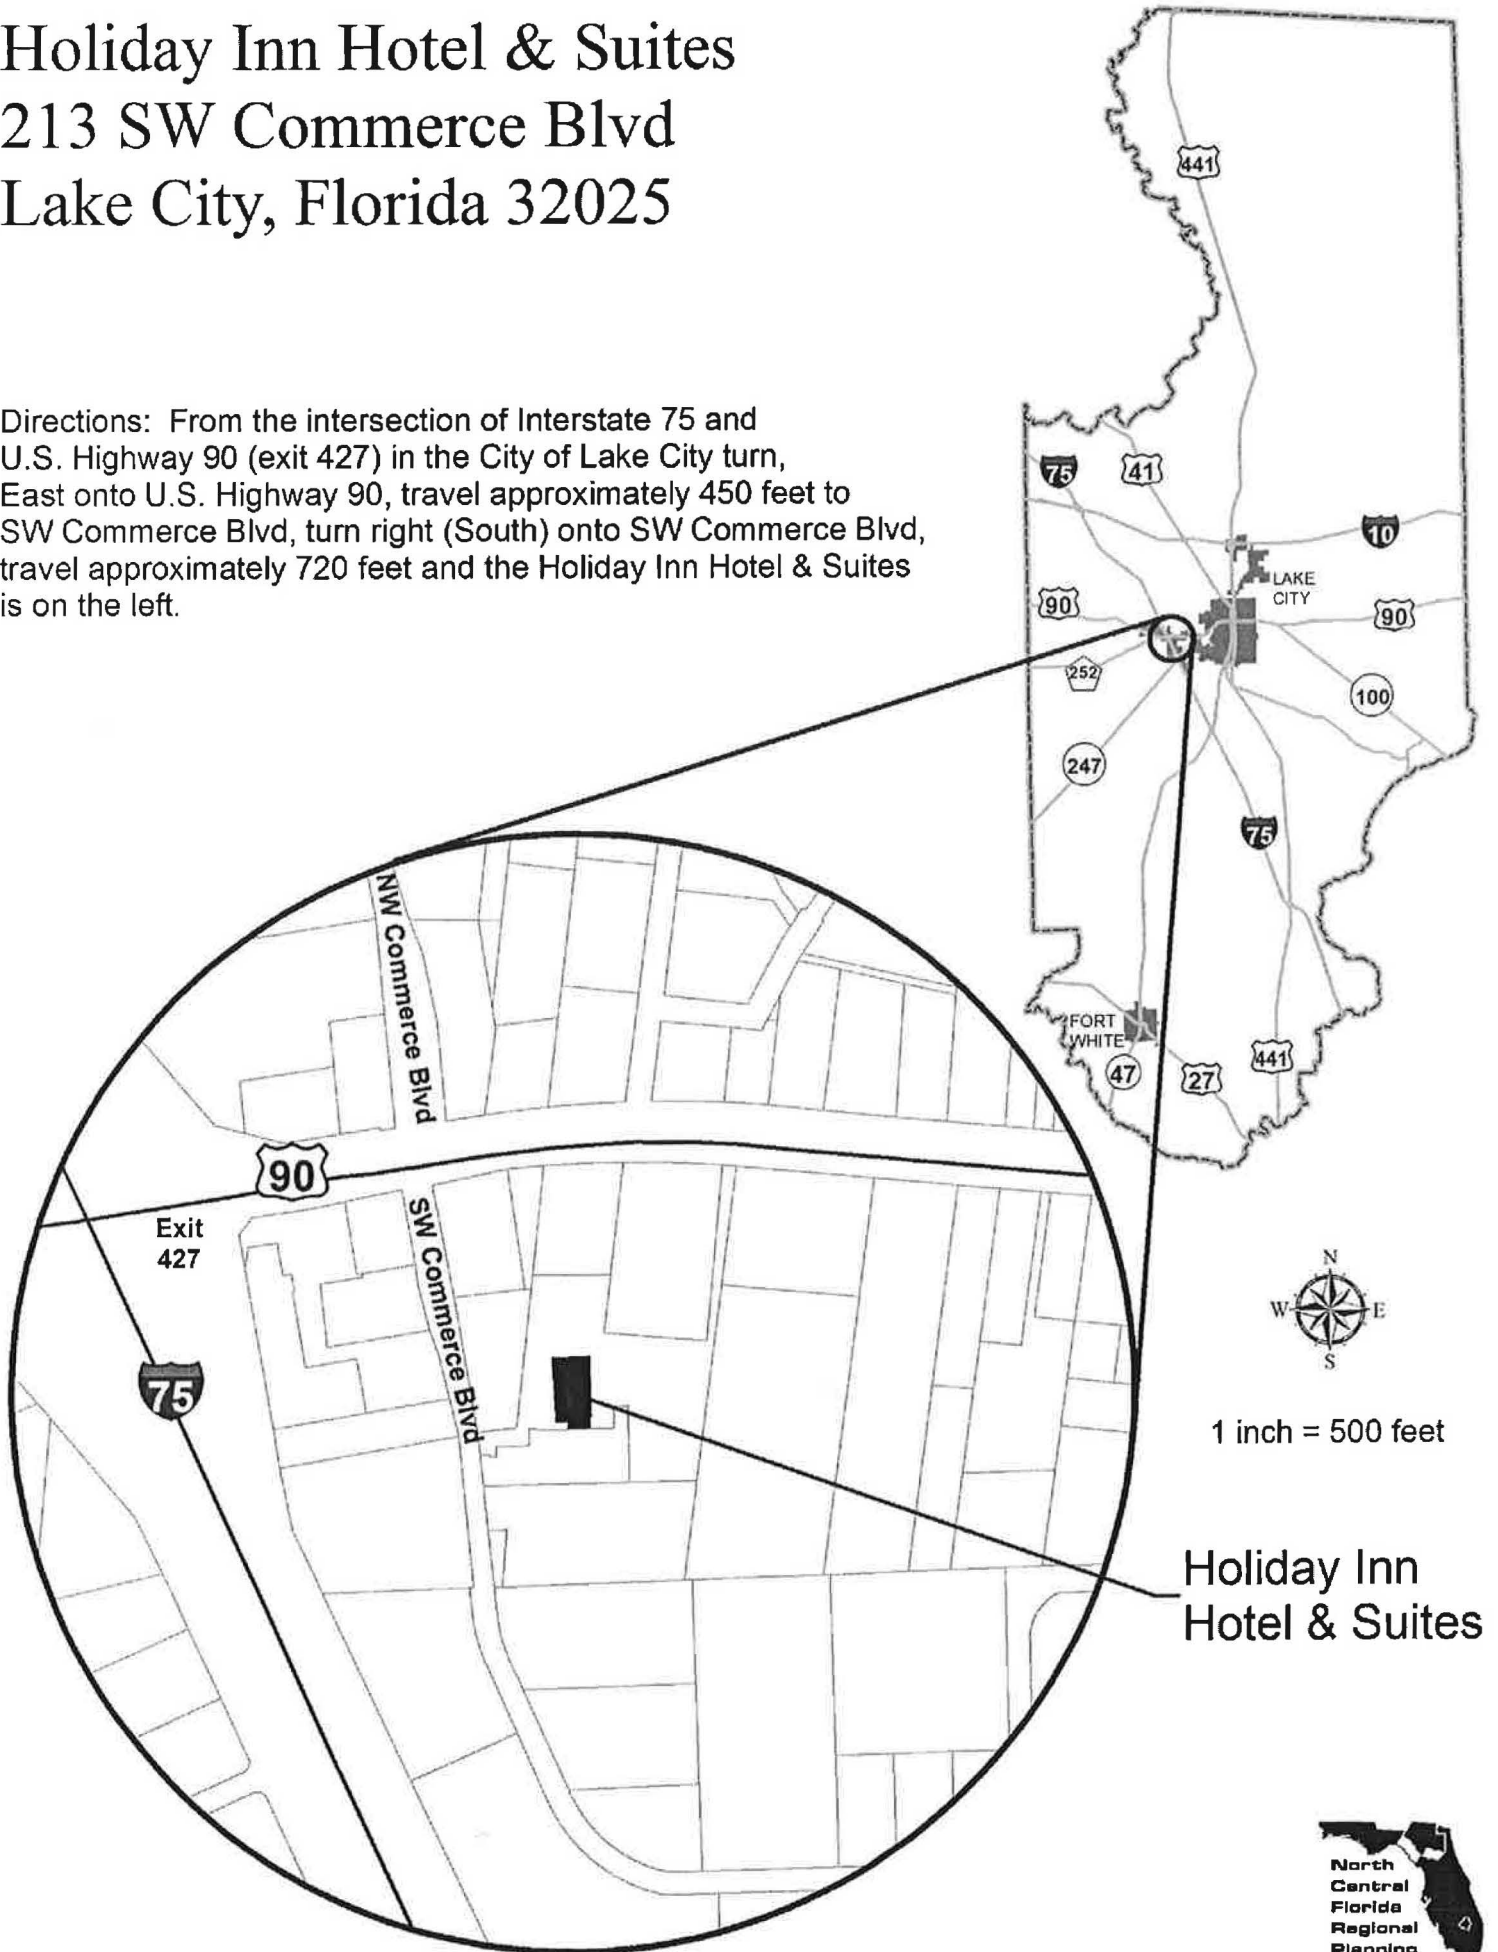 Holiday Inn Hotel & Suites
213 SW Commerce Blvd
Lake City, Florida 32025
Directions: From the intersection of Interstate 75 and
U.S. Highway 90 (exit 427) in the City of Lake City turn,
East onto U.S. Highway 90, travel approximately 450 feet to
SW Commerce Blvd, turn right (South) onto SW Commerce Blvd,
travel approximately 720 feet and the Holiday Inn Hotel & Suites
is on the left.
441
75
41
10
LAKE
CITY
90
90
252
100
247
75
FORT
WHITE
47
27
441
NW Commerce Blvd
90
Exit
427
SW Commerce Blvd
75
N
W
E
S
1 inch = 500 feet
Holiday Inn
Hotel & Suites
North
Central
Florida
Regional
Planning